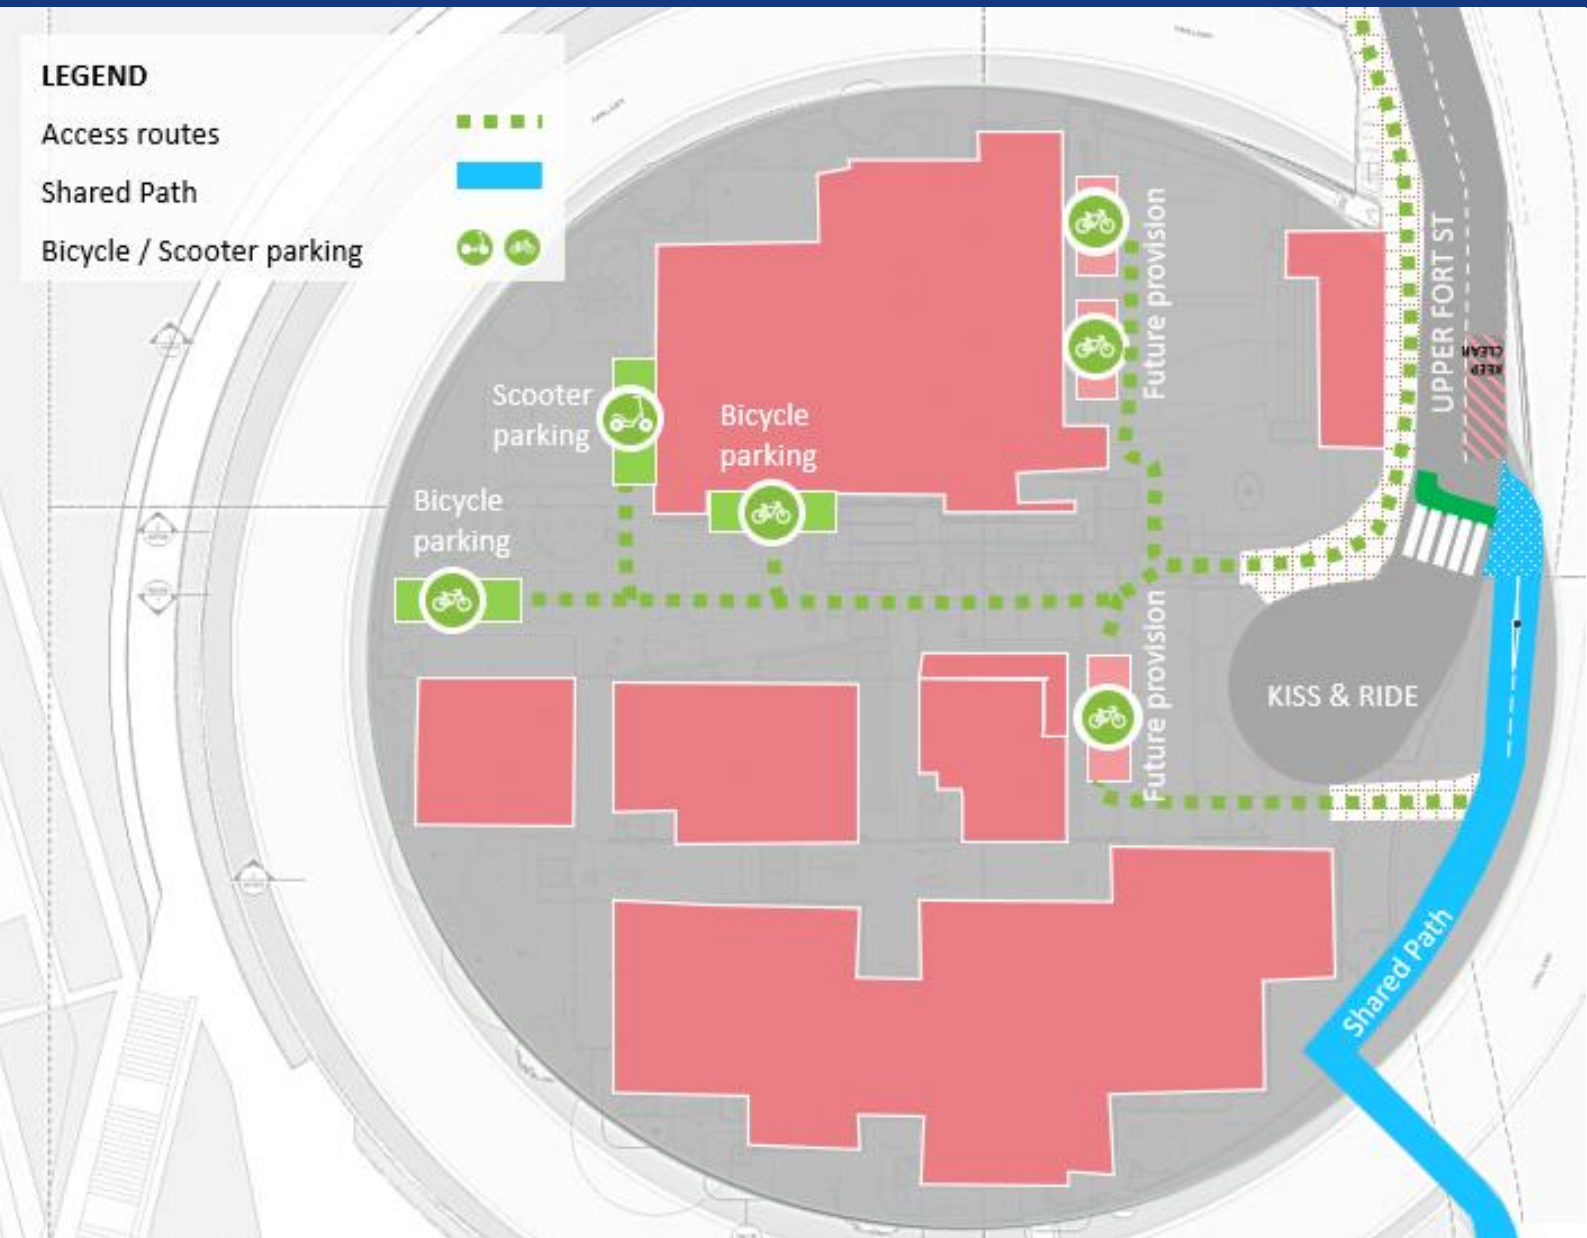 LEGEND
Access routes
Shared Path
Bicycle / Scooter parking
Scooter
parking
Bicycle
parking
Bicycle
parking
Future provision
UPPER FORT ST
KEEP
CLEAR
Future provision
KISS & RIDE
Shared Path